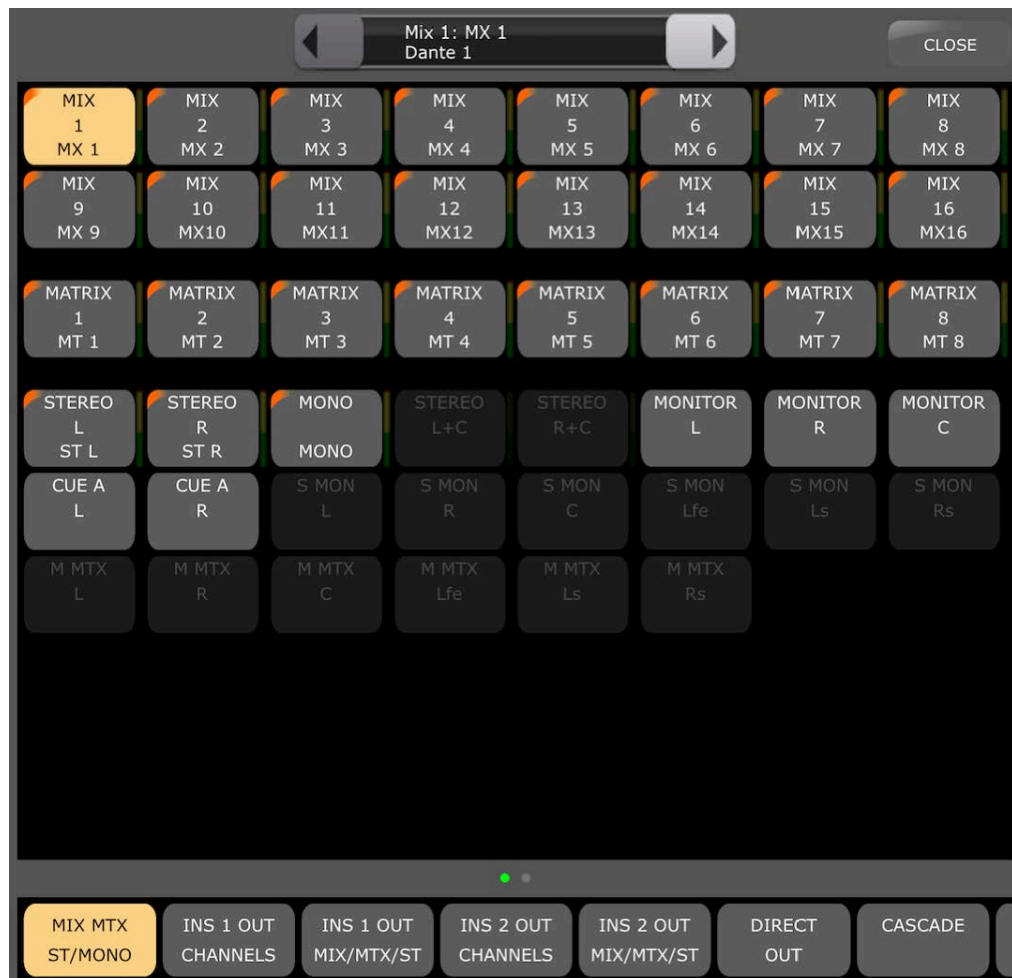 Mix 1: MX 1
Dante 1
CLOSE
MIX MIX MIX MIX MIX MIX MIX MIX
1 2 3 4 5 6 7 8
MX 1 MX 2 MX 3 MX 4 MX 5 MX 6 MX 7 MX 8
MIX MIX MIX MIX MIX MIX MIX MIX
9 10 11 12 13 14 15 16
MX 9 MX10 MX11 MX12 MX13 MX14 MX15 MX16
MATRIX MATRIX MATRIX MATRIX MATRIX MATRIX MATRIX MATRIX
1 2 3 4 5 6 7 8
MT 1 MT 2 MT 3 MT 4 MT 5 MT 6 MT 7 MT 8
STEREO STEREO MONO STEREO STEREO MONITOR MONITOR MONITOR
L R L+C R+C L R C
ST L ST R MONO
CUE A CUE A S MON S MON S MON S MON S MON S MON
L R L R C Lfe Ls Rs
M MTX M MTX M MTX M MTX M MTX M MTX
L R C Lfe Ls Rs
MIX MTX INS 1 OUT INS 1 OUT INS 2 OUT INS 2 OUT DIRECT CASCADE
ST/MONO CHANNELS MIX/MTX/ST CHANNELS MIX/MTX/ST OUT